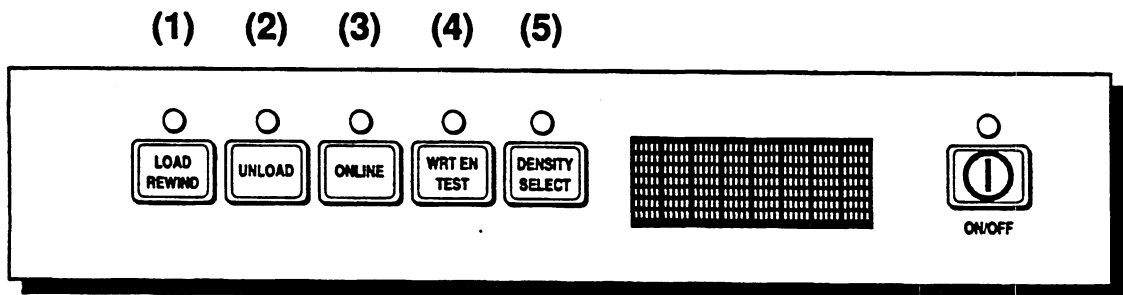 (1) (2) (3) (4) (5)
LOAD
REWIND
UNLOAD
ONLINE
WRT EN
TEST
DENSITY
SELECT
ON/OFF